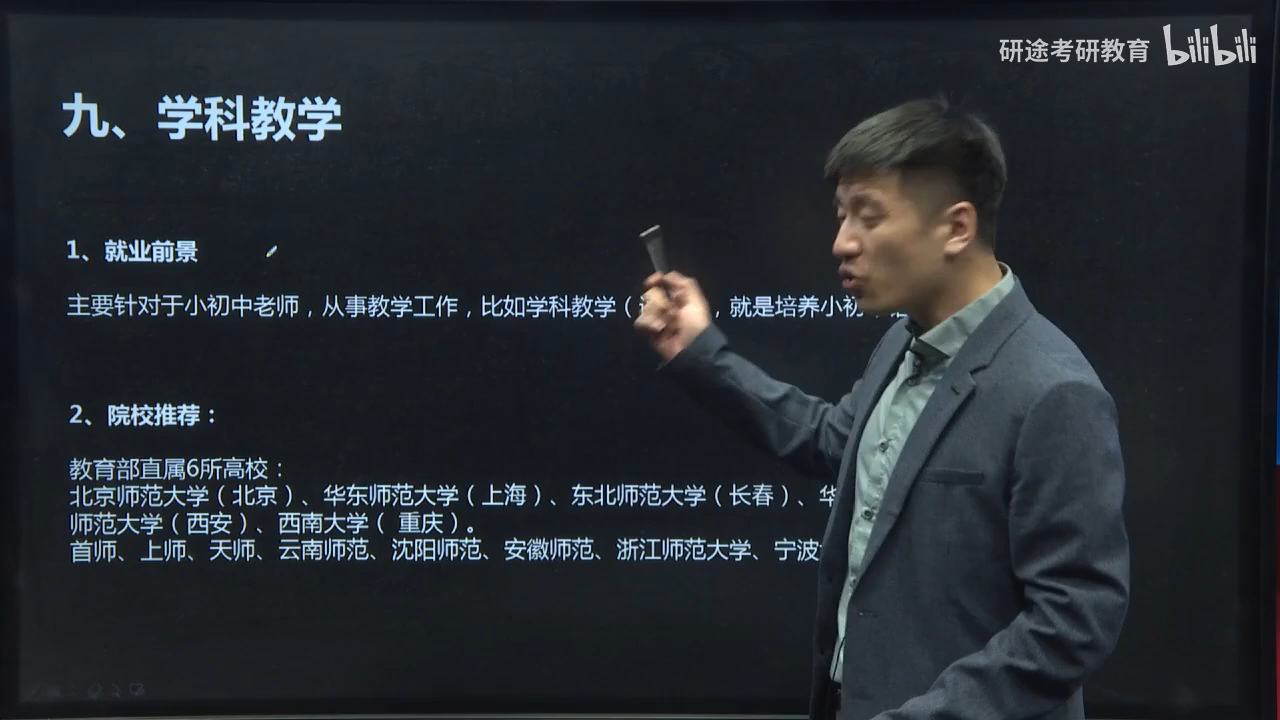 研途考研教育 bilibili
九、学科教学
1、就业前景
主要针对于小初中老师，从事教学工作，比如学科教学（ ，就是培养小初
2、院校推荐：
教育部直属6所高校：
北京师范大学（北京）、华东师范大学（上海）、东北师范大学（长春）、华
师范大学（西安）、西南大学（ 重庆）。
首师、上师、天师、云南师范、沈阳师范、安徽师范、浙江师范大学、宁波